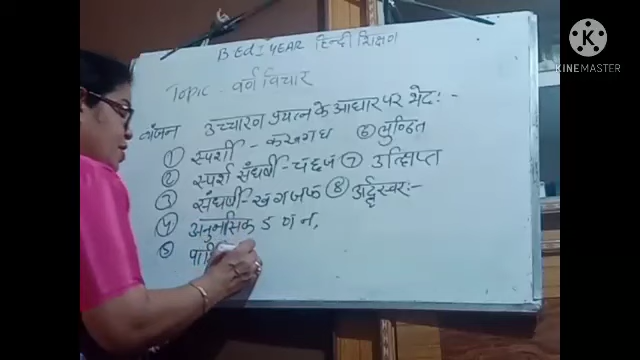 B Ed I YEAR हिन्दी शिक्षण
Topic - वर्ण विचार
व्यंजन उच्चारण प्रयत्न के आधार पर भेदः-
① स्पर्शी - क ख ग घ ⑥ लुण्ठित
② स्पर्श संघर्षी - च छ ज ⑦ उत्क्षिप्त
③ संघर्षी - ख ग ज फ ⑧ अर्द्धस्वरः-
④ अनुनासिक ङ ण न,
⑤
KINEMASTER